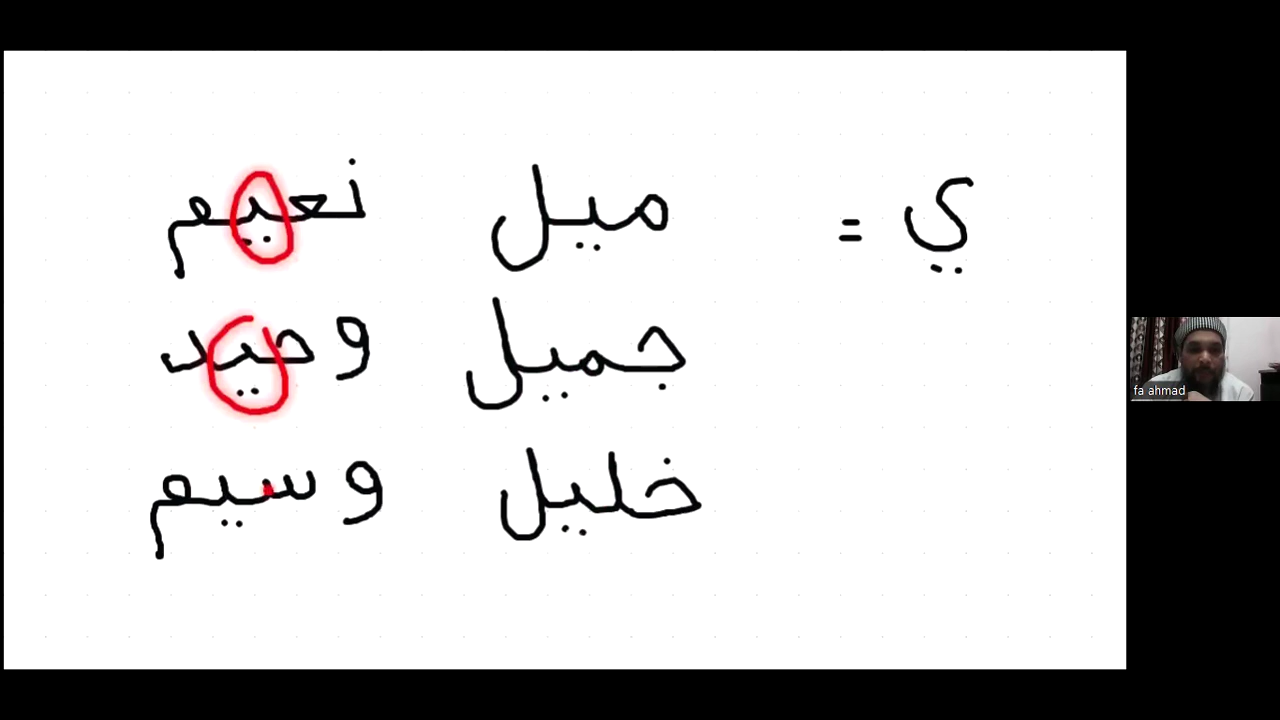 ي = ميل نعيم
جميل وحيد
خليل وسيم
fa ahmad